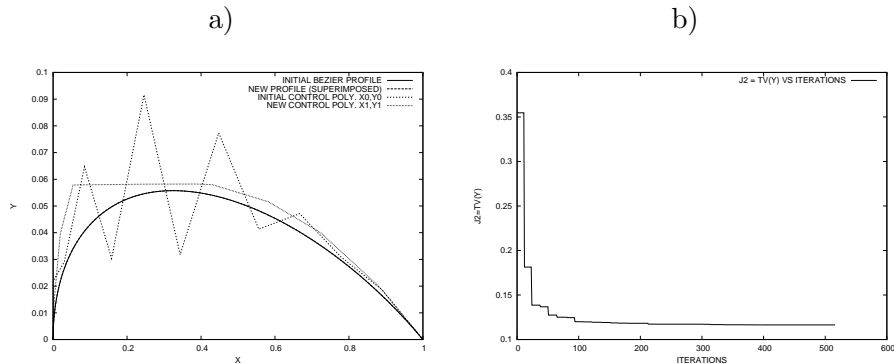 a)
b)
0.1
0.09
0.08
0.07
0.06
0.05
0.04
0.03
0.02
0.01
0
Y
0
0.2
0.4
0.6
0.8
1
X
INITIAL BEZIER PROFILE
NEW PROFILE (SUPERIMPOSED)
INITIAL CONTROL POLY. X0,Y0
NEW CONTROL POLY. X1,Y1
0.4
0.35
0.3
0.25
0.2
0.15
0.1
J2=TV(Y)
0
100
200
300
400
500
600
ITERATIONS
J2 = TV(Y) VS ITERATIONS